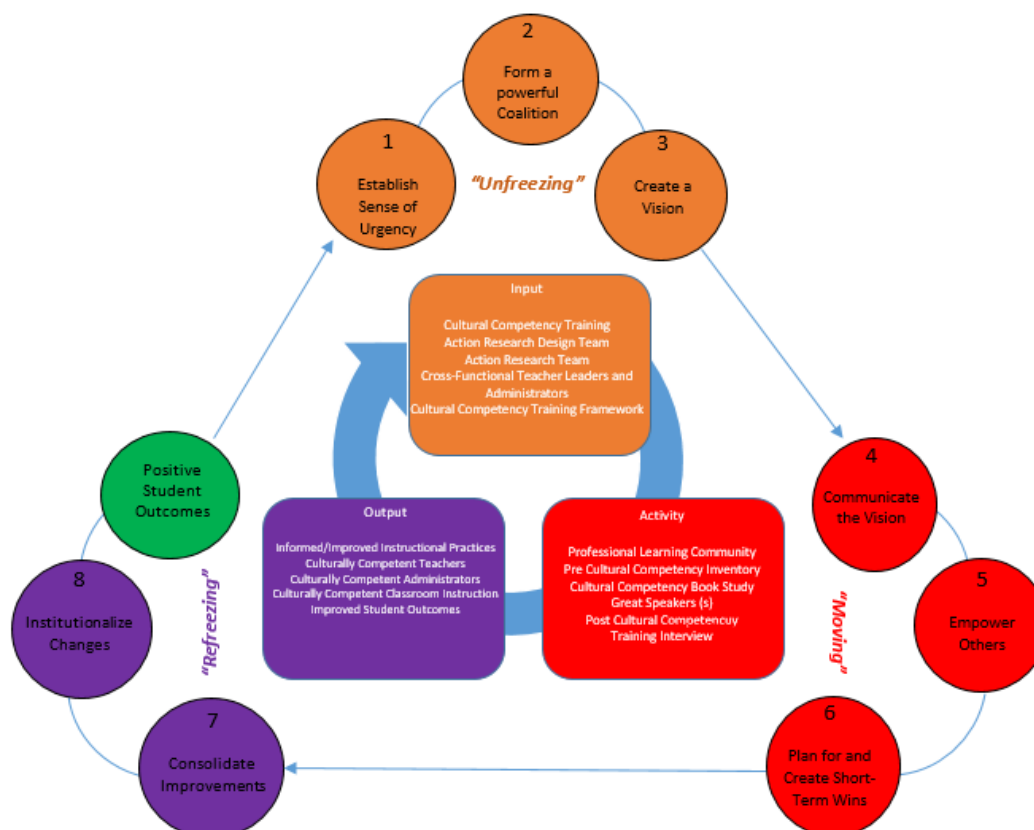 2
Form a
powerful
Coalition
1
Establish
Sense of
Urgency
"Unfreezing"
3
Create a
Vision
Input
Cultural Competency Training
Action Research Design Team
Action Research Team
Cross-Functional Teacher Leaders and
Administrators
Cultural Competency Training Framework
Positive
Student
Outcomes
4
Communicate
the Vision
Output
Informed/Improved Instructional Practices
Culturally Competent Teachers
Culturally Competent Administrators
Culturally Competent Classroom Instruction
Improved Student Outcomes
Activity
Professional Learning Community
Pre Cultural Competency Inventory
Cultural Competency Book Study
Great Speakers (s)
Post Cultural Competencuy
Training Interview
8
Institutionalize
Changes
"Refreezing"
"Moving"
5
Empower
Others
7
Consolidate
Improvements
6
Plan for and
Create Short-
Term Wins